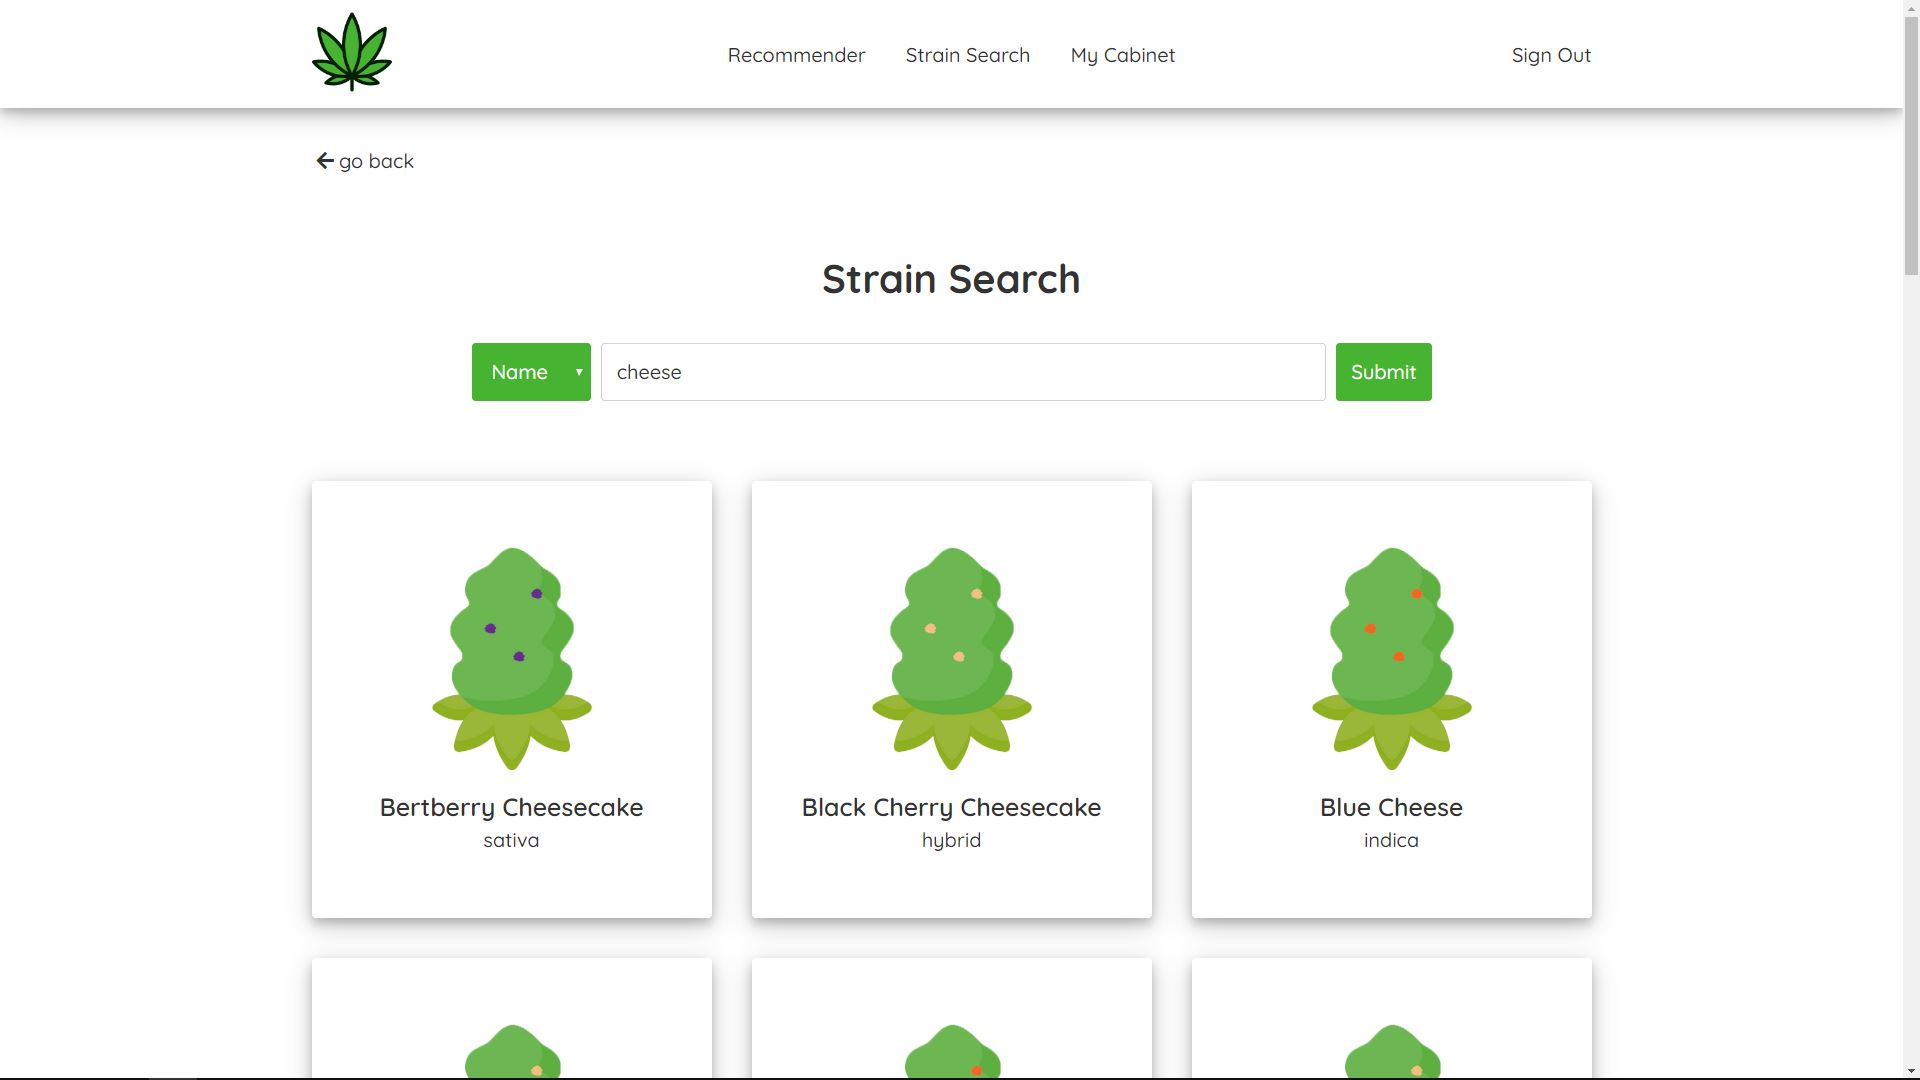 Recommender Strain Search My Cabinet Sign Out
go back
Strain Search
Name cheese Submit
Bertberry Cheesecake
sativa
Black Cherry Cheesecake
hybrid
Blue Cheese
indica